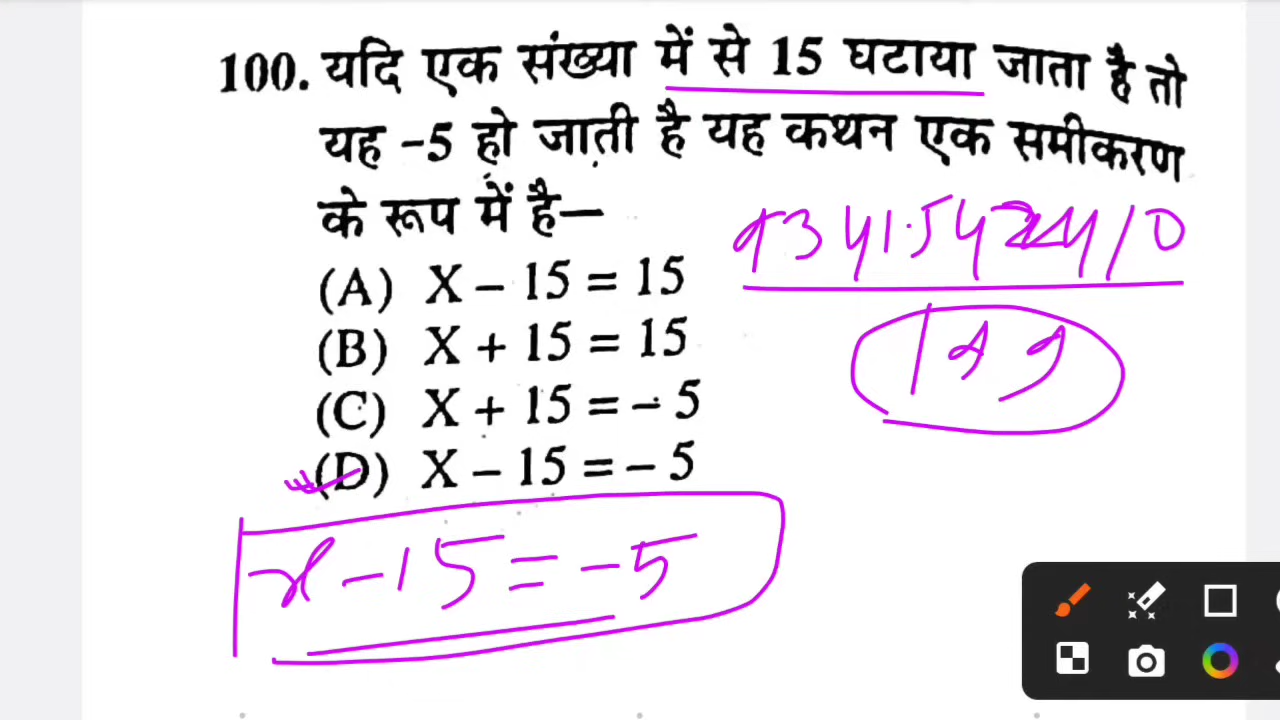 100. यदि एक संख्या में से 15 घटाया जाता है तो
यह -5 हो जाती है यह कथन एक समीकरण
के रूप में है—
(A) X – 15 = 15
(B) X + 15 = 15
(C) X + 15 = – 5
(D) X – 15 = – 5
x – 15 = – 5